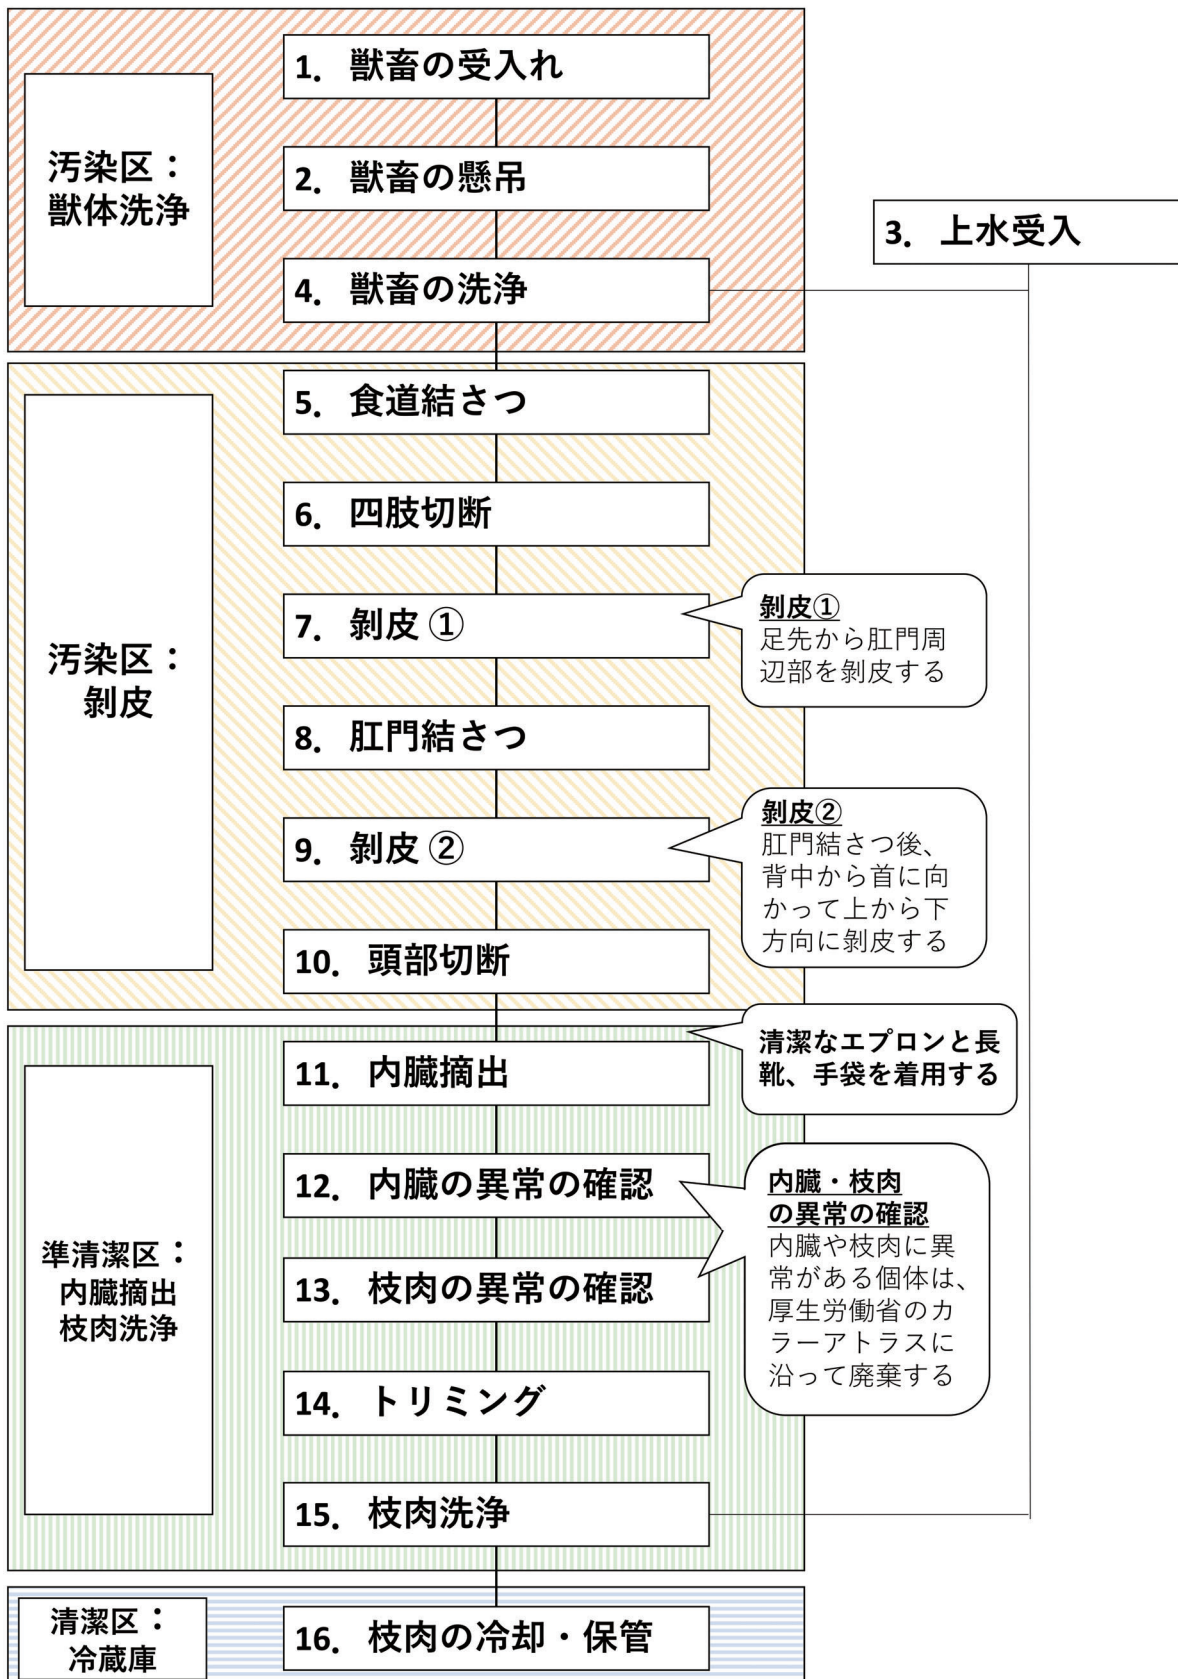 汚染区：
獣体洗浄
1. 獣畜の受入れ
2. 獣畜の懸吊
3. 上水受入
4. 獣畜の洗浄
汚染区：
剝皮
5. 食道結さつ
6. 四肢切断
7. 剝皮 ①
剝皮①
足先から肛門周
辺部を剝皮する
8. 肛門結さつ
9. 剝皮 ②
剝皮②
肛門結さつ後、
背中から首に向
かって上から下
方向に剝皮する
10. 頭部切断
準清潔区：
内臓摘出
枝肉洗浄
清潔なエプロンと長
靴、手袋を着用する
11. 内臓摘出
12. 内臓の異常の確認
内臓・枝肉
の異常の確認
内臓や枝肉に異
常がある個体は、
厚生労働省のカ
ラーアトラスに
沿って廃棄する
13. 枝肉の異常の確認
14. トリミング
15. 枝肉洗浄
清潔区：
冷蔵庫
16. 枝肉の冷却・保管